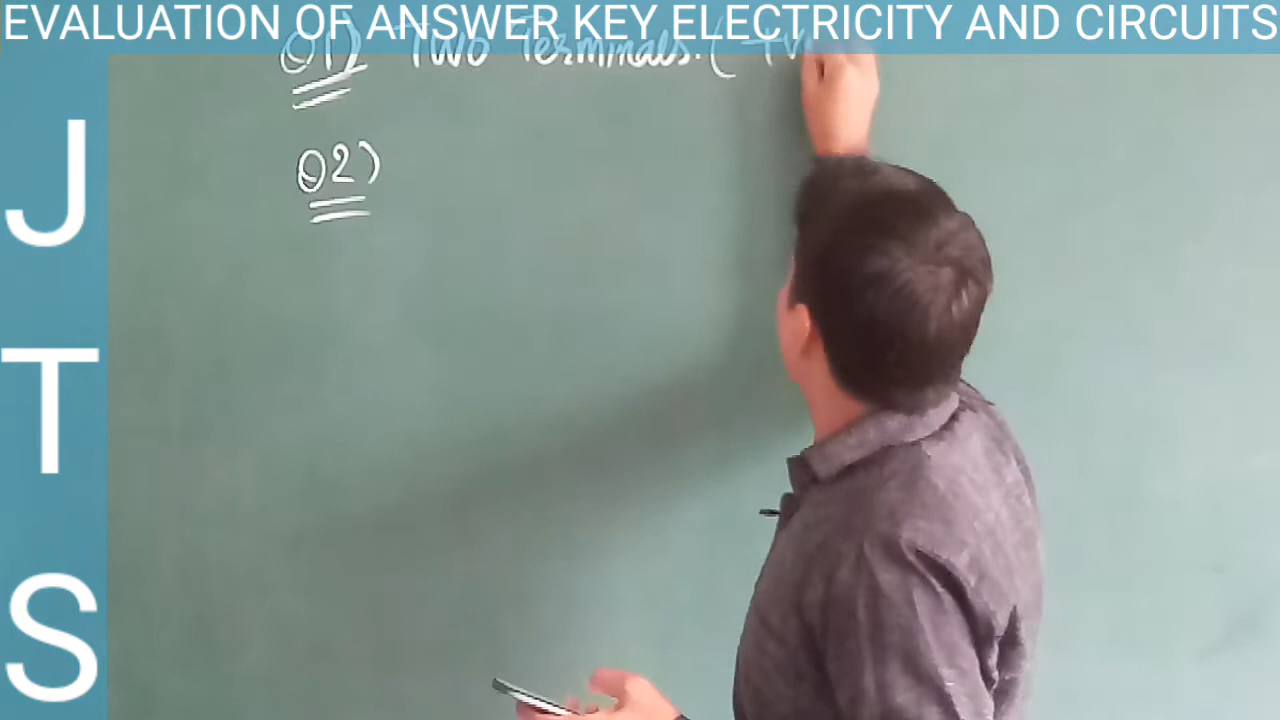 EVALUATION OF ANSWER KEY ELECTRICITY AND CIRCUITS
Q1) Two Terminals. ( +v
Q2)
J
T
S